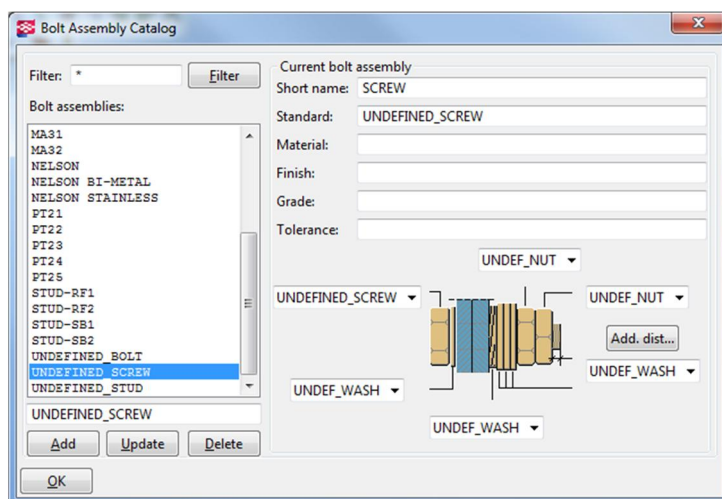 Bolt Assembly Catalog
Filter: *
Filter
Bolt assemblies:
MA31
MA32
NELSON
NELSON BI-METAL
NELSON STAINLESS
PT21
PT22
PT23
PT24
PT25
STUD-RF1
STUD-RF2
STUD-SB1
STUD-SB2
UNDEFINED_BOLT
UNDEFINED_SCREW
UNDEFINED_STUD
UNDEFINED_SCREW
Add Update Delete
OK
Current bolt assembly
Short name: SCREW
Standard: UNDEFINED_SCREW
Material:
Finish:
Grade:
Tolerance:
UNDEF_NUT
UNDEFINED_SCREW
UNDEF_NUT
Add. dist...
UNDEF_WASH
UNDEF_WASH
UNDEF_WASH